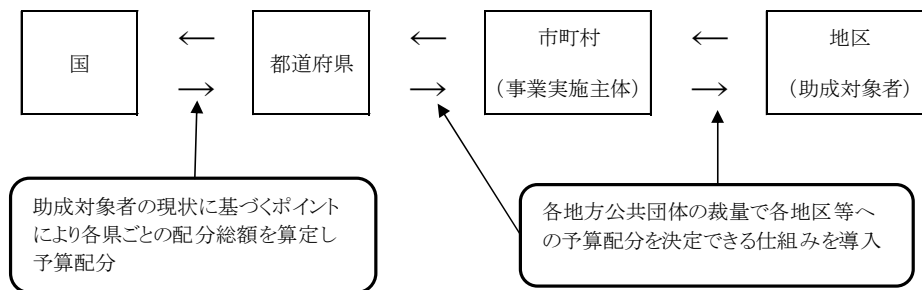 国
←
→
都道府県
←
→
市町村
（事業実施主体）
←
→
地区
（助成対象者）
助成対象者の現状に基づくポイント
により各県ごとの配分総額を算定し
予算配分
各地方公共団体の裁量で各地区等へ
の予算配分を決定できる仕組みを導入